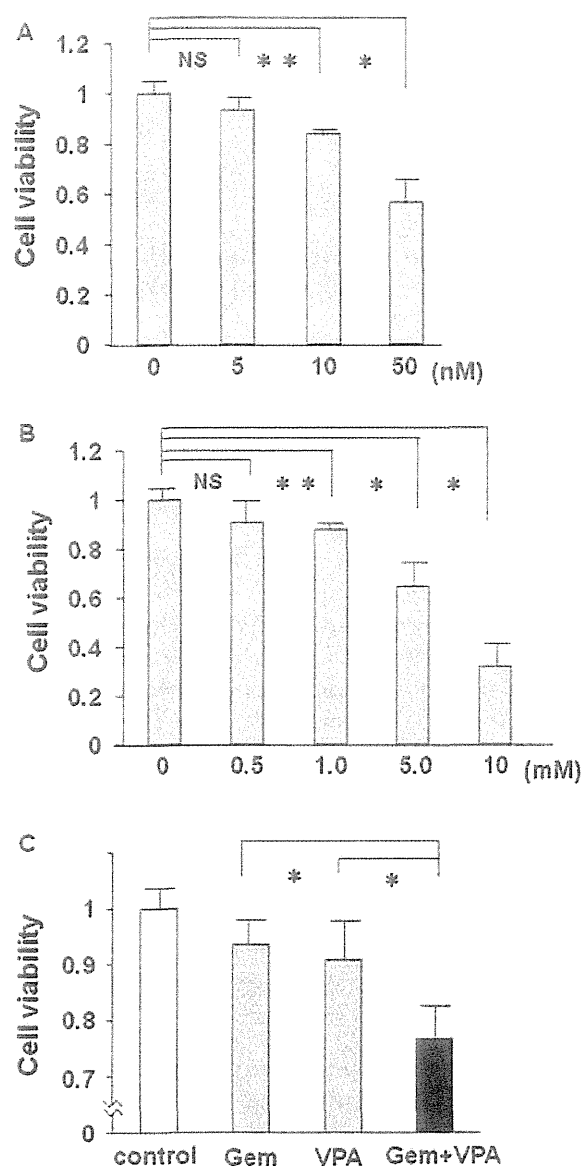 A
1.2
NS
* *
*
1
0.8
0.6
0.4
0.2
0
Cell viability
0 5 10 50 (nM)
B
1.2
NS
* *
*
*
1
0.8
0.6
0.4
0.2
0
Cell viability
0 0.5 1.0 5.0 10 (mM)
C
*
*
1
0.9
0.8
0.7
0
Cell viability
control Gem VPA Gem+VPA